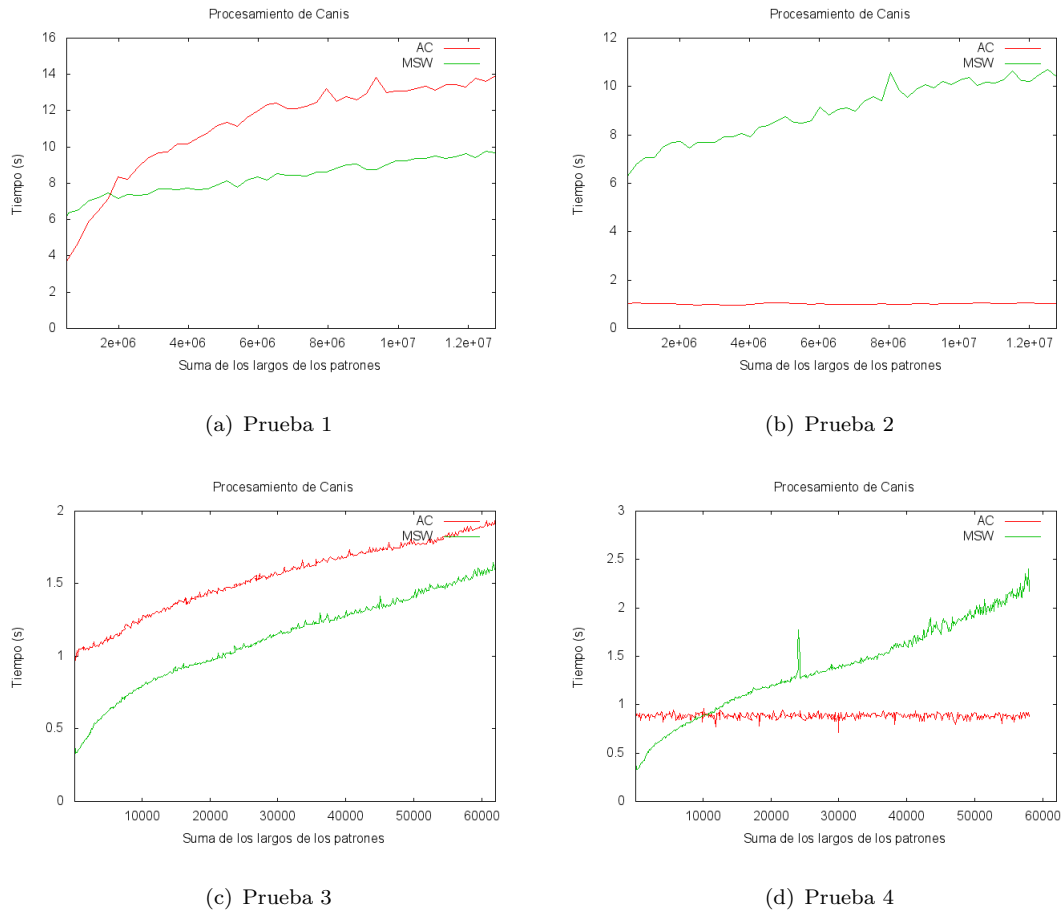 Procesamiento de Canis
16
14
12
10
8
6
4
2
0
AC
MSW
Tiempo (s)
2e+06 4e+06 6e+06 8e+06 1e+07 1.2e+07
Suma de los largos de los patrones
(a) Prueba 1
Procesamiento de Canis
12
10
8
6
4
2
0
AC
MSW
Tiempo (s)
2e+06 4e+06 6e+06 8e+06 1e+07 1.2e+07
Suma de los largos de los patrones
(b) Prueba 2
Procesamiento de Canis
2
1.5
1
0.5
0
AC
MSW
Tiempo (s)
10000 20000 30000 40000 50000 60000
Suma de los largos de los patrones
(c) Prueba 3
Procesamiento de Canis
3
2.5
2
1.5
1
0.5
0
AC
MSW
Tiempo (s)
10000 20000 30000 40000 50000 60000
Suma de los largos de los patrones
(d) Prueba 4